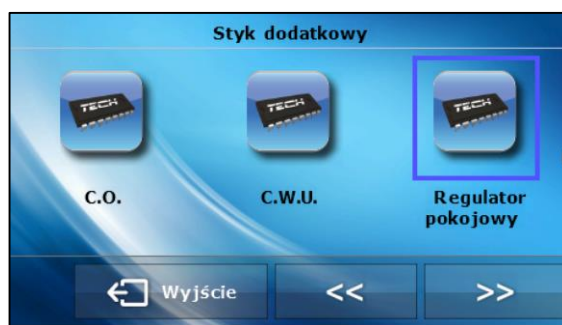 Styk dodatkowy
TECH TECH TECH
C.O. C.W.U. Regulator
pokojowy
Wyjście << >>